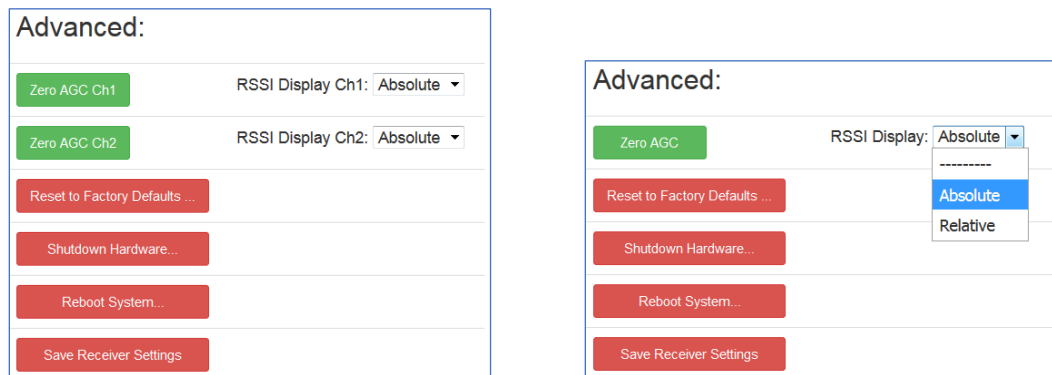 Advanced:
Zero AGC Ch1 RSSI Display Ch1: Absolute
Zero AGC Ch2 RSSI Display Ch2: Absolute
Reset to Factory Defaults ...
Shutdown Hardware...
Reboot System...
Save Receiver Settings
Advanced:
Zero AGC RSSI Display: Absolute
---------
Absolute
Relative
Reset to Factory Defaults ...
Shutdown Hardware...
Reboot System...
Save Receiver Settings